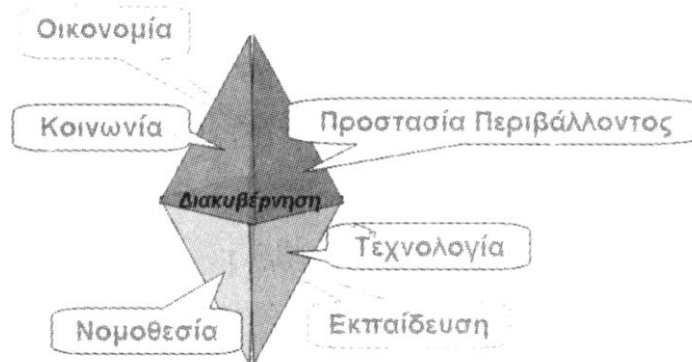 Οικονομία
Κοινωνία
Προστασία Περιβάλλοντος
Διακυβέρνηση
Τεχνολογία
Νομοθεσία
Εκπαίδευση